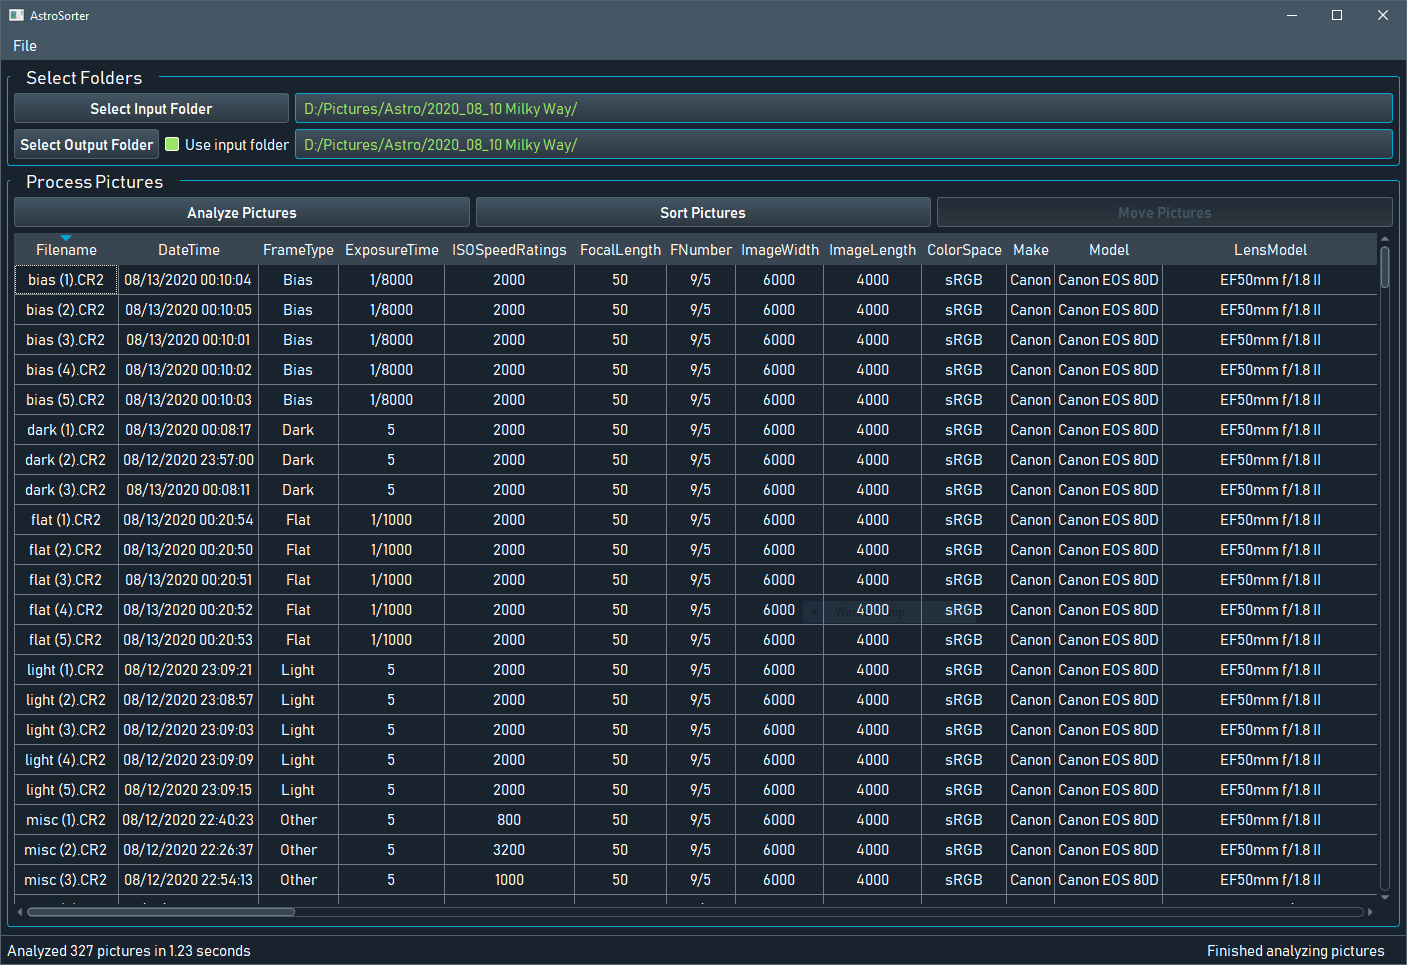 AstroSorter
File
Select Folders
Select Input Folder D:/Pictures/Astro/2020_08_10 Milky Way/
Select Output Folder Use input folder D:/Pictures/Astro/2020_08_10 Milky Way/
Process Pictures
Analyze Pictures Sort Pictures Move Pictures
Filename DateTime FrameType ExposureTime ISOSpeedRatings FocalLength FNumber ImageWidth ImageLength ColorSpace Make Model LensModel
bias (1).CR2 08/13/2020 00:10:04 Bias 1/8000 2000 50 9/5 6000 4000 sRGB Canon Canon EOS 80D EF50mm f/1.8 II
bias (2).CR2 08/13/2020 00:10:05 Bias 1/8000 2000 50 9/5 6000 4000 sRGB Canon Canon EOS 80D EF50mm f/1.8 II
bias (3).CR2 08/13/2020 00:10:01 Bias 1/8000 2000 50 9/5 6000 4000 sRGB Canon Canon EOS 80D EF50mm f/1.8 II
bias (4).CR2 08/13/2020 00:10:02 Bias 1/8000 2000 50 9/5 6000 4000 sRGB Canon Canon EOS 80D EF50mm f/1.8 II
bias (5).CR2 08/13/2020 00:10:03 Bias 1/8000 2000 50 9/5 6000 4000 sRGB Canon Canon EOS 80D EF50mm f/1.8 II
dark (1).CR2 08/13/2020 00:08:17 Dark 5 2000 50 9/5 6000 4000 sRGB Canon Canon EOS 80D EF50mm f/1.8 II
dark (2).CR2 08/12/2020 23:57:00 Dark 5 2000 50 9/5 6000 4000 sRGB Canon Canon EOS 80D EF50mm f/1.8 II
dark (3).CR2 08/13/2020 00:08:11 Dark 5 2000 50 9/5 6000 4000 sRGB Canon Canon EOS 80D EF50mm f/1.8 II
flat (1).CR2 08/13/2020 00:20:54 Flat 1/1000 2000 50 9/5 6000 4000 sRGB Canon Canon EOS 80D EF50mm f/1.8 II
flat (2).CR2 08/13/2020 00:20:50 Flat 1/1000 2000 50 9/5 6000 4000 sRGB Canon Canon EOS 80D EF50mm f/1.8 II
flat (3).CR2 08/13/2020 00:20:51 Flat 1/1000 2000 50 9/5 6000 4000 sRGB Canon Canon EOS 80D EF50mm f/1.8 II
flat (4).CR2 08/13/2020 00:20:52 Flat 1/1000 2000 50 9/5 6000 4000 sRGB Canon Canon EOS 80D EF50mm f/1.8 II
flat (5).CR2 08/13/2020 00:20:53 Flat 1/1000 2000 50 9/5 6000 4000 sRGB Canon Canon EOS 80D EF50mm f/1.8 II
light (1).CR2 08/12/2020 23:09:21 Light 5 2000 50 9/5 6000 4000 sRGB Canon Canon EOS 80D EF50mm f/1.8 II
light (2).CR2 08/12/2020 23:08:57 Light 5 2000 50 9/5 6000 4000 sRGB Canon Canon EOS 80D EF50mm f/1.8 II
light (3).CR2 08/12/2020 23:09:03 Light 5 2000 50 9/5 6000 4000 sRGB Canon Canon EOS 80D EF50mm f/1.8 II
light (4).CR2 08/12/2020 23:09:09 Light 5 2000 50 9/5 6000 4000 sRGB Canon Canon EOS 80D EF50mm f/1.8 II
light (5).CR2 08/12/2020 23:09:15 Light 5 2000 50 9/5 6000 4000 sRGB Canon Canon EOS 80D EF50mm f/1.8 II
misc (1).CR2 08/12/2020 22:40:23 Other 5 800 50 9/5 6000 4000 sRGB Canon Canon EOS 80D EF50mm f/1.8 II
misc (2).CR2 08/12/2020 22:26:37 Other 5 3200 50 9/5 6000 4000 sRGB Canon Canon EOS 80D EF50mm f/1.8 II
misc (3).CR2 08/12/2020 22:54:13 Other 5 1000 50 9/5 6000 4000 sRGB Canon Canon EOS 80D EF50mm f/1.8 II
Analyzed 327 pictures in 1.23 seconds Finished analyzing pictures